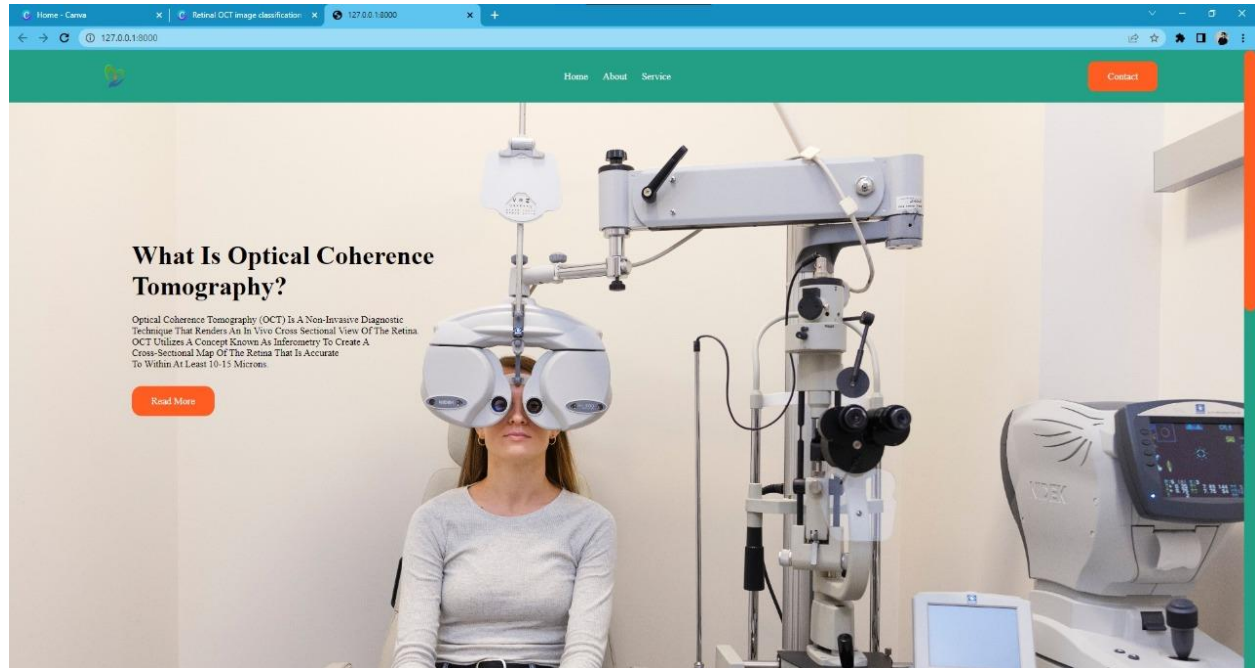 Home - Canva
Retinal OCT image classification
127.0.0.1:8000
127.0.0.1:8000
Home About Service
Contact
What Is Optical Coherence
Tomography?
Optical Coherence Tomography (OCT) Is A Non-Invasive Diagnostic
Technique That Renders An In Vivo Cross Sectional View Of The Retina.
OCT Utilizes A Concept Known As Inferometry To Create A
Cross-Sectional Map Of The Retina That Is Accurate
To Within At Least 10-15 Microns.
Read More
NIDEK